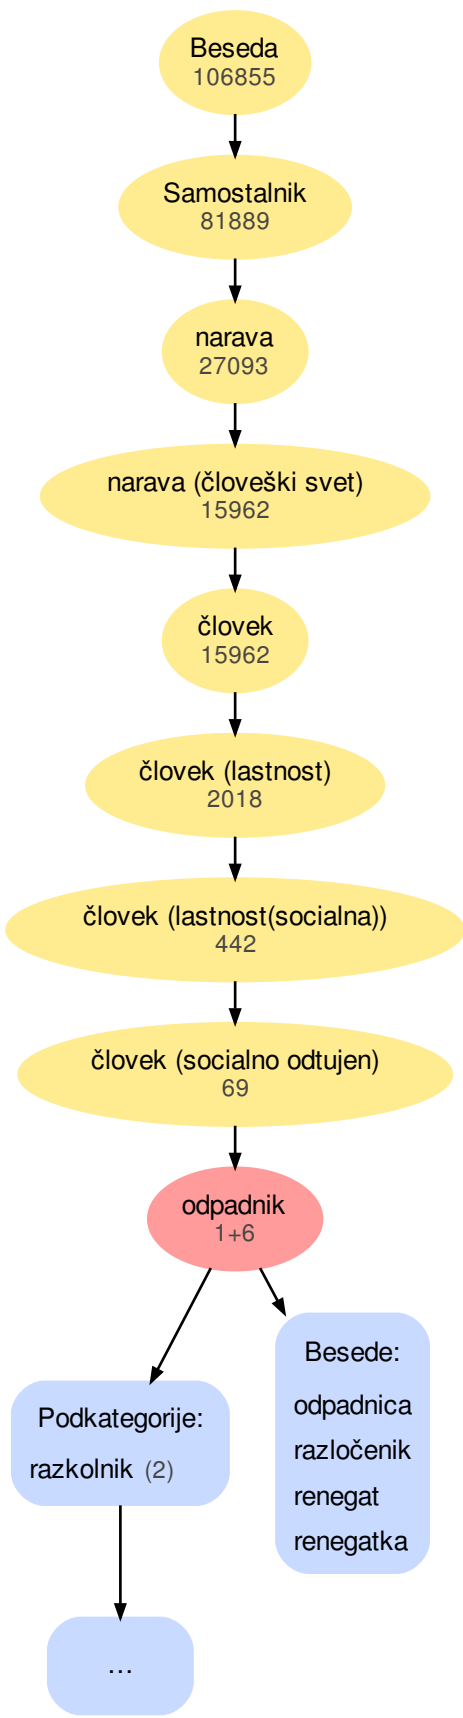 Beseda
106855
Samostalnik
81889
narava
27093
narava (človeški svet)
15962
človek
15962
človek (lastnost)
2018
človek (lastnost(socialna))
442
človek (socialno odtujen)
69
odpadnik
1+6
Podkategorije:
razkolnik (2)
...
Besede:
odpadnica
razločenik
renegat
renegatka